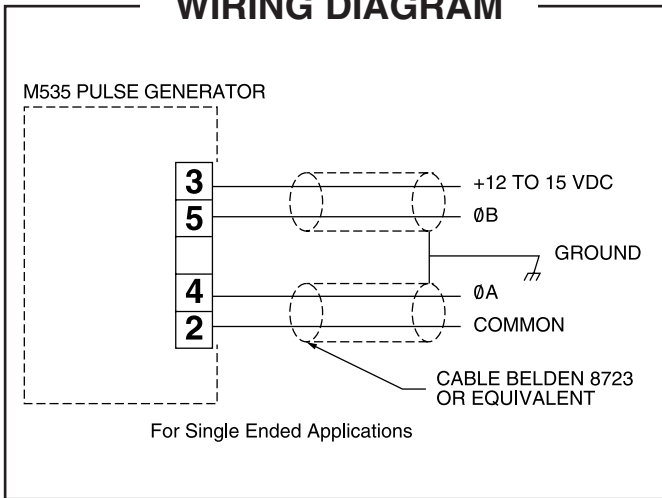 WIRING DIAGRAM
M535 PULSE GENERATOR
3
+12 TO 15 VDC
5
ØB
GROUND
4
ØA
2
COMMON
CABLE BELDEN 8723
OR EQUIVALENT
For Single Ended Applications